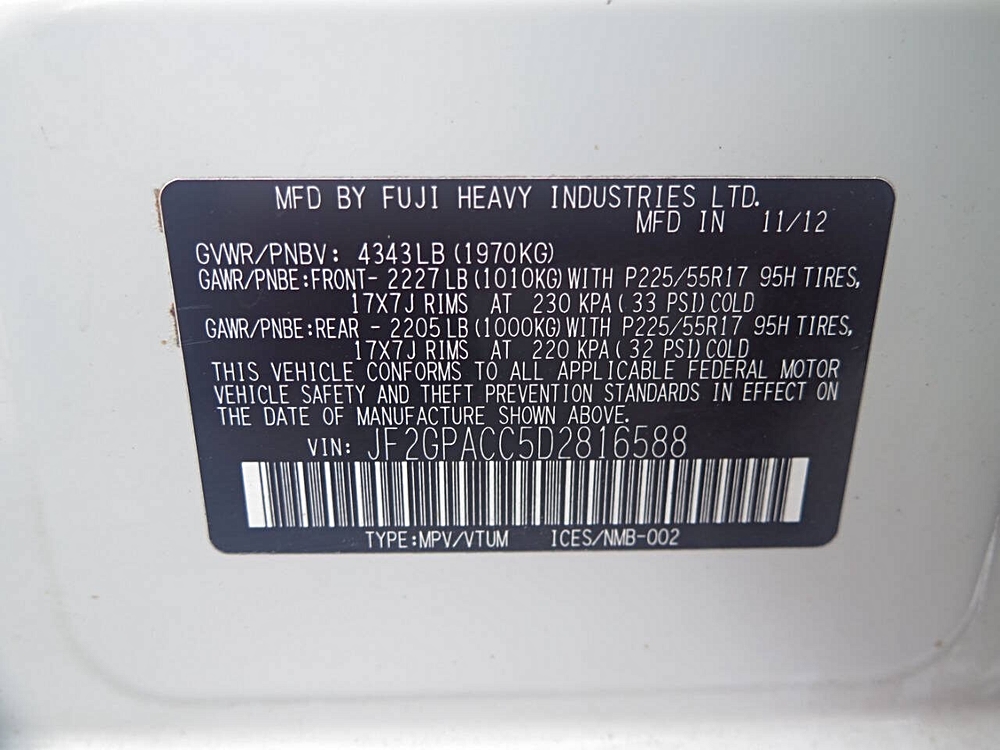 MFD BY FUJI HEAVY INDUSTRIES LTD.
MFD IN 11/12
GVWR/PNBV: 4343LB (1970KG)
GAWR/PNBE:FRONT- 2227LB(1010KG)WITH P225/55R17 95H TIRES,
17X7J RIMS AT 230 KPA( 33 PSI)COLD
GAWR/PNBE:REAR - 2205LB(1000KG)WITH P225/55R17 95H TIRES,
17X7J RIMS AT 220 KPA( 32 PSI)COLD
THIS VEHICLE CONFORMS TO ALL APPLICABLE FEDERAL MOTOR
VEHICLE SAFETY AND THEFT PREVENTION STANDARDS IN EFFECT ON
THE DATE OF MANUFACTURE SHOWN ABOVE.
VIN: JF2GPACC5D2816588
TYPE:MPV/VTUM ICES/NMB-002